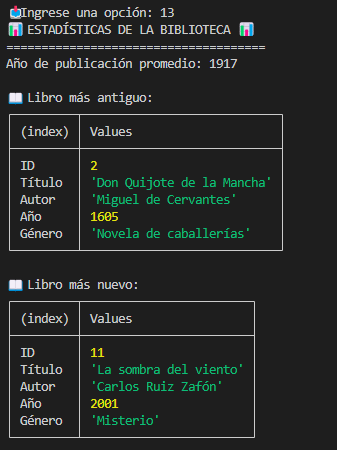 Ingrese una opción: 13
ESTADÍSTICAS DE LA BIBLIOTECA
=====================================
Año de publicación promedio: 1917
Libro más antiguo:
(index) Values
ID 2
Título 'Don Quijote de la Mancha'
Autor 'Miguel de Cervantes'
Año 1605
Género 'Novela de caballerías'
Libro más nuevo:
(index) Values
ID 11
Título 'La sombra del viento'
Autor 'Carlos Ruiz Zafón'
Año 2001
Género 'Misterio'